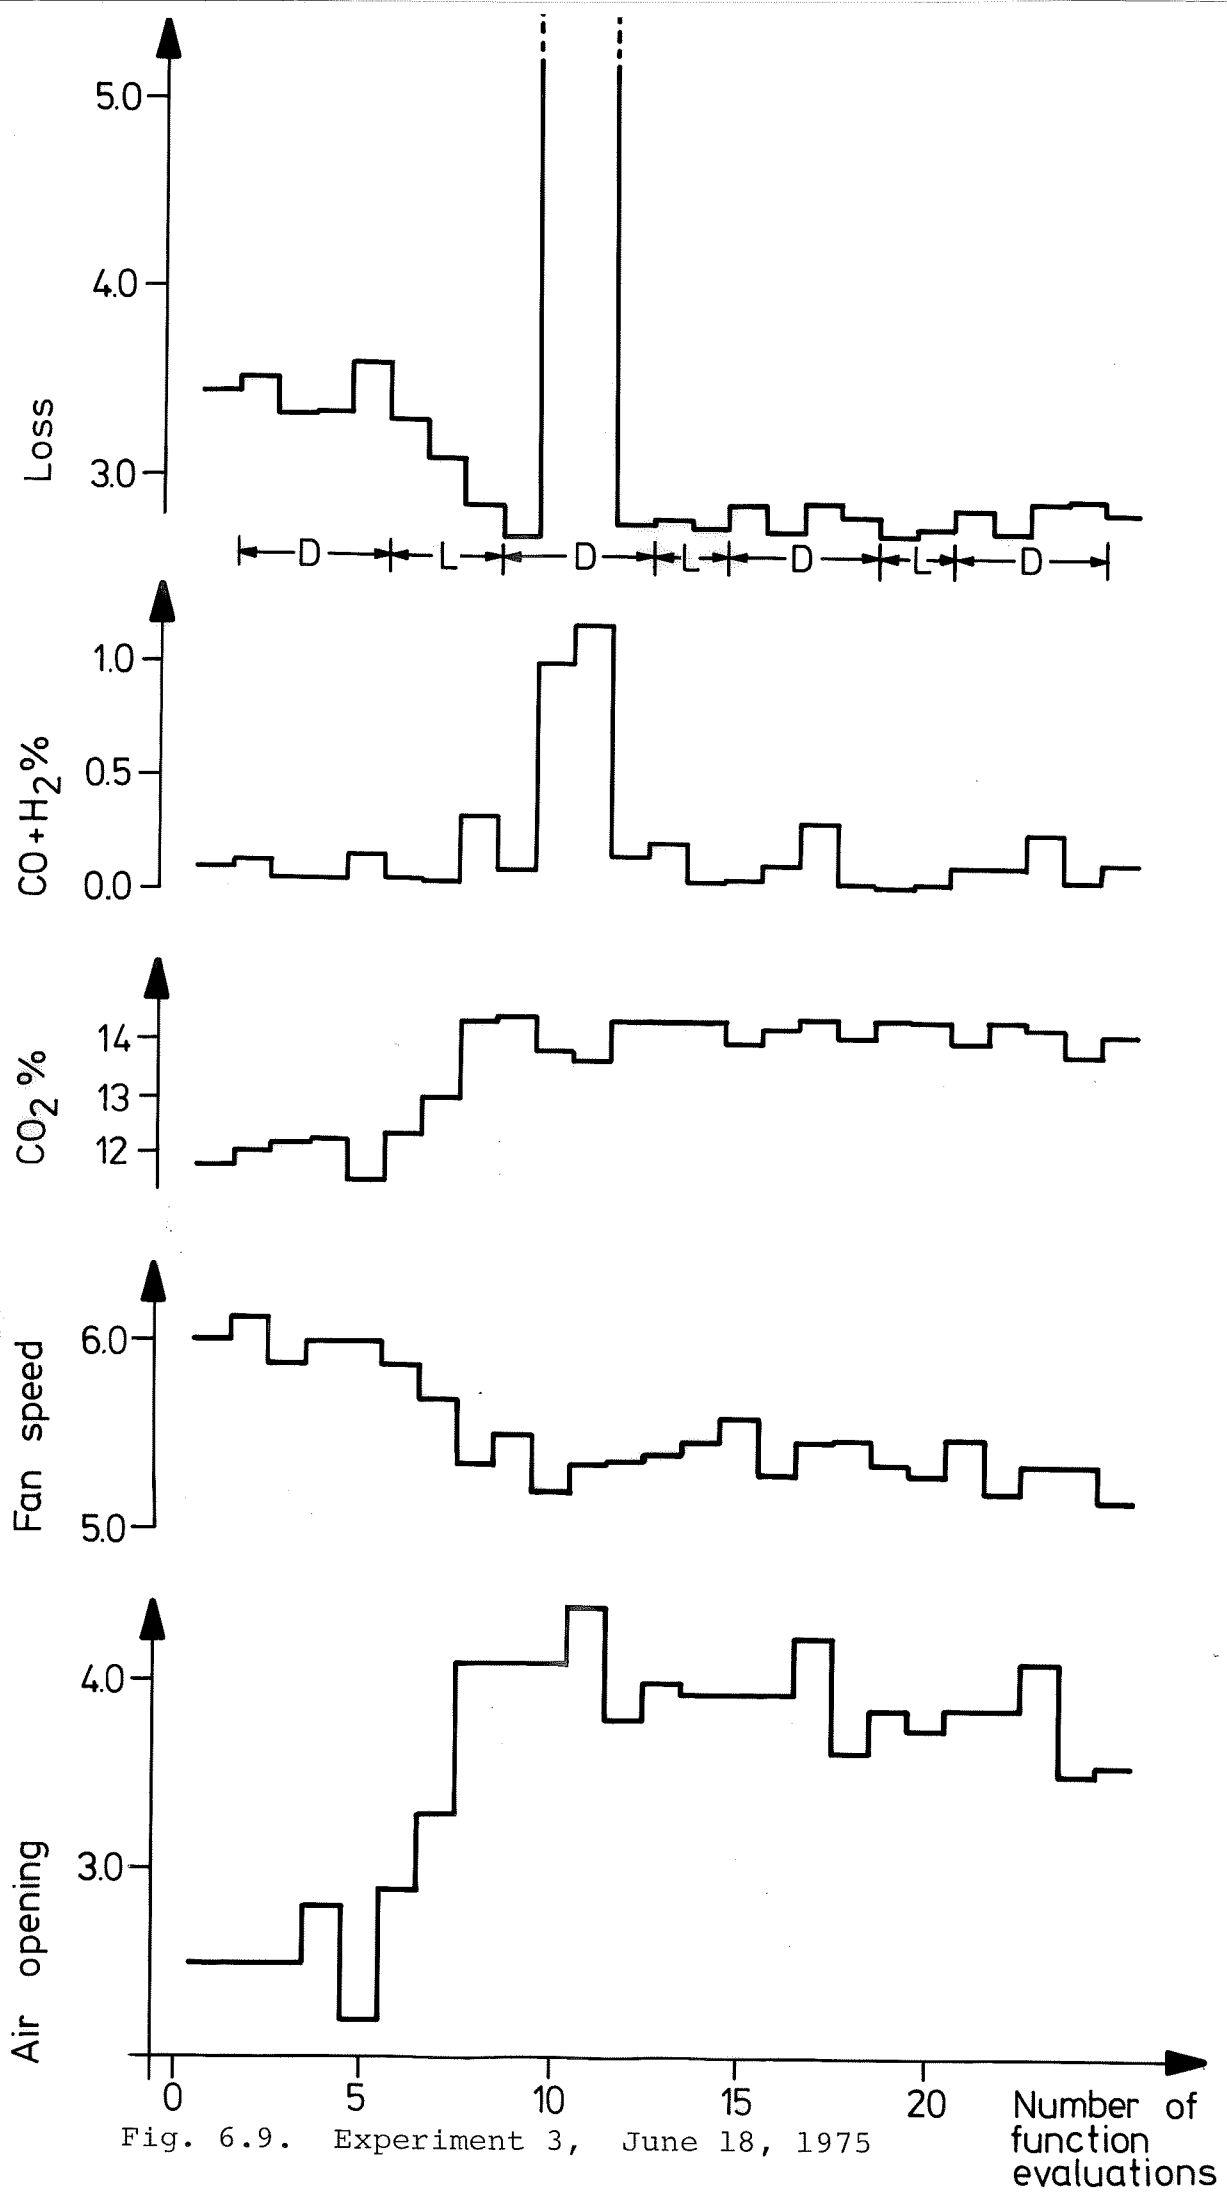 5.0
4.0
3.0
Loss
D L D L D L D
1.0
0.5
0.0
CO+H2%
14
13
12
CO2%
6.0
5.0
Fan speed
4.0
3.0
Air opening
0 5 10 15 20
Number of
function
evaluations
Fig. 6.9. Experiment 3, June 18, 1975